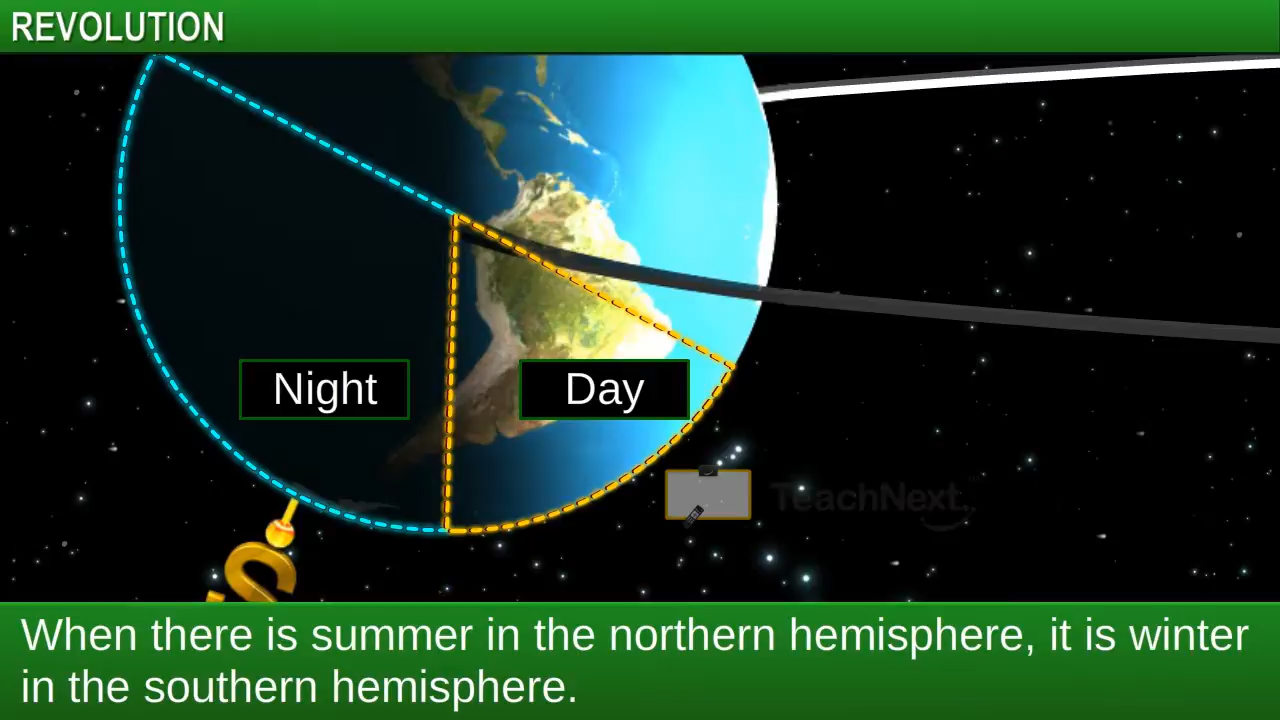 REVOLUTION
Night
Day
TeachNext
S
When there is summer in the northern hemisphere, it is winter
in the southern hemisphere.